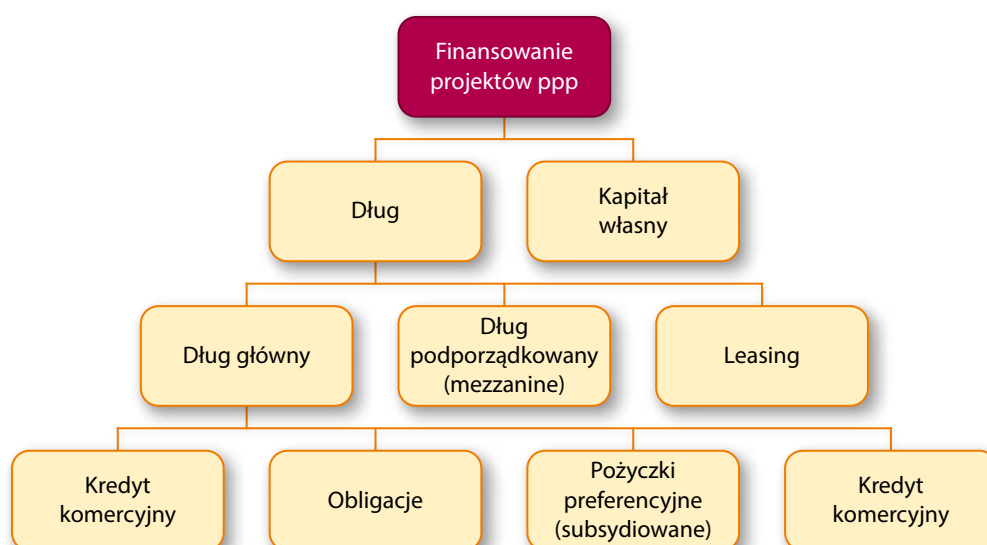 Finansowanie
projektów ppp
Dług
Kapitał
własny
Dług główny
Dług
podporządkowany
(mezzanine)
Leasing
Kredyt
komercyjny
Obligacje
Pożyczki
preferencyjne
(subsydiowane)
Kredyt
komercyjny